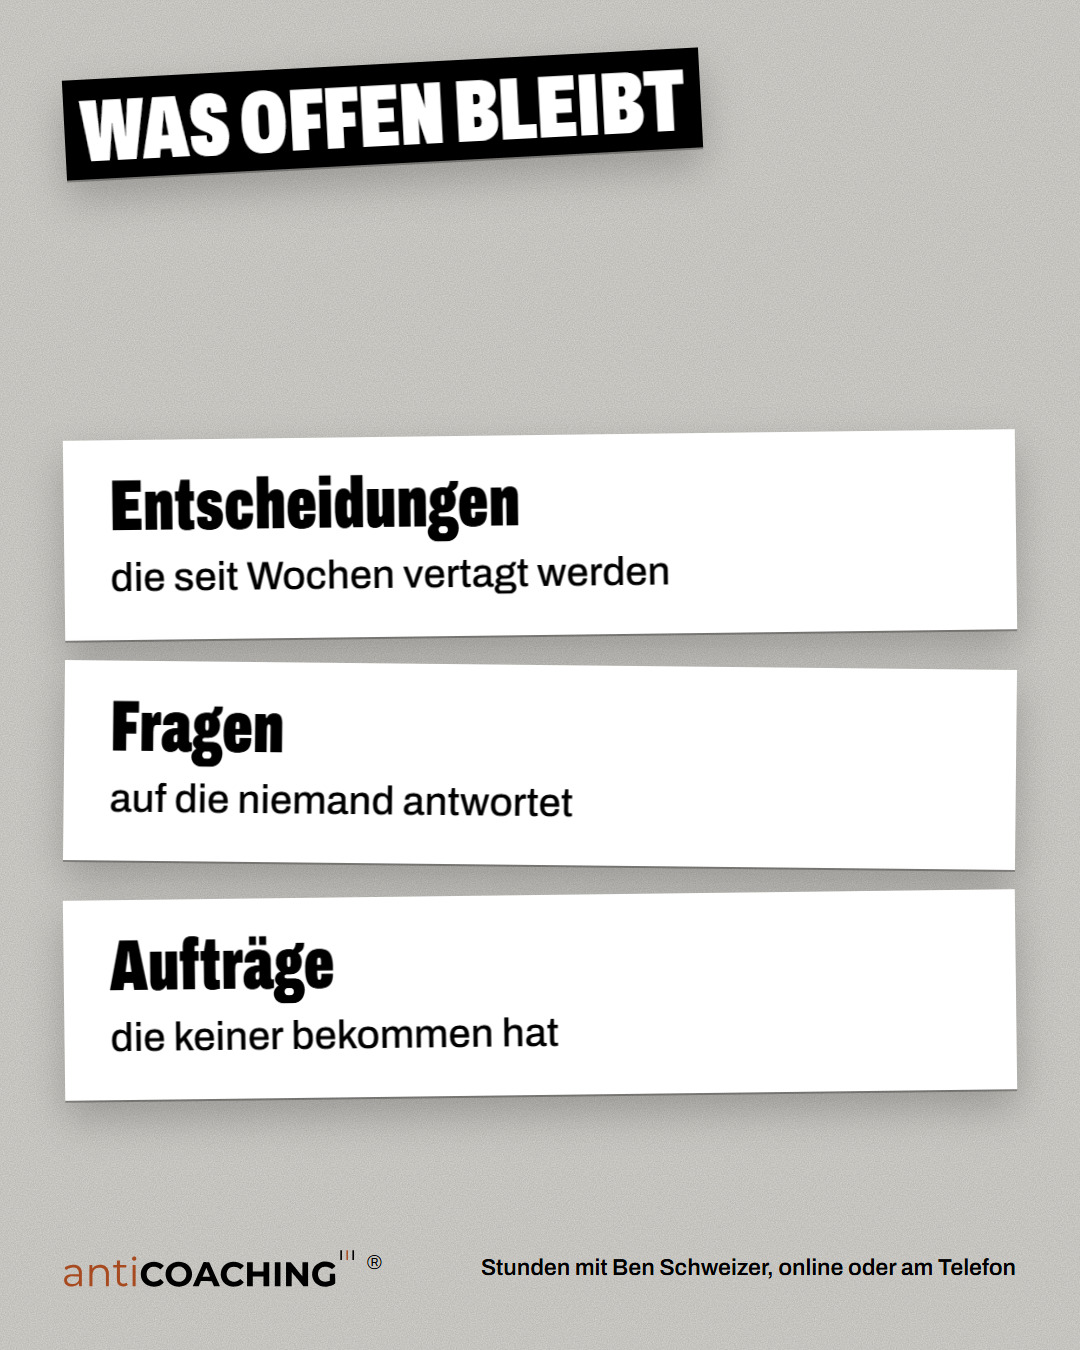 WAS OFFEN BLEIBT
Entscheidungen
die seit Wochen vertagt werden
Fragen
auf die niemand antwortet
Aufträge
die keiner bekommen hat
antiCOACHING ®
Stunden mit Ben Schweizer, online oder am Telefon